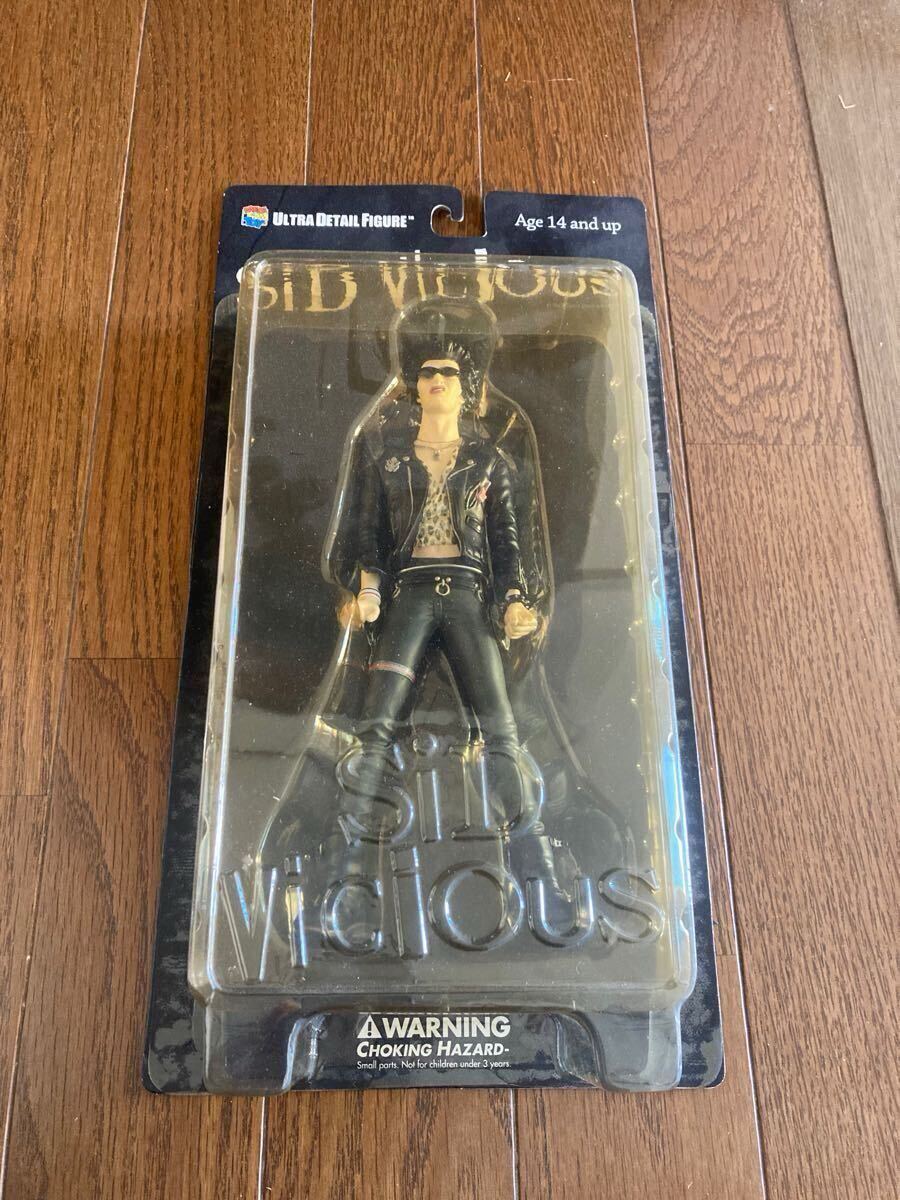 ULTRA DETAIL FIGURE™
Age 14 and up
SiD Vicious
SiD
Vicious
⚠WARNING
CHOKING HAZARD-
Small parts. Not for children under 3 years.